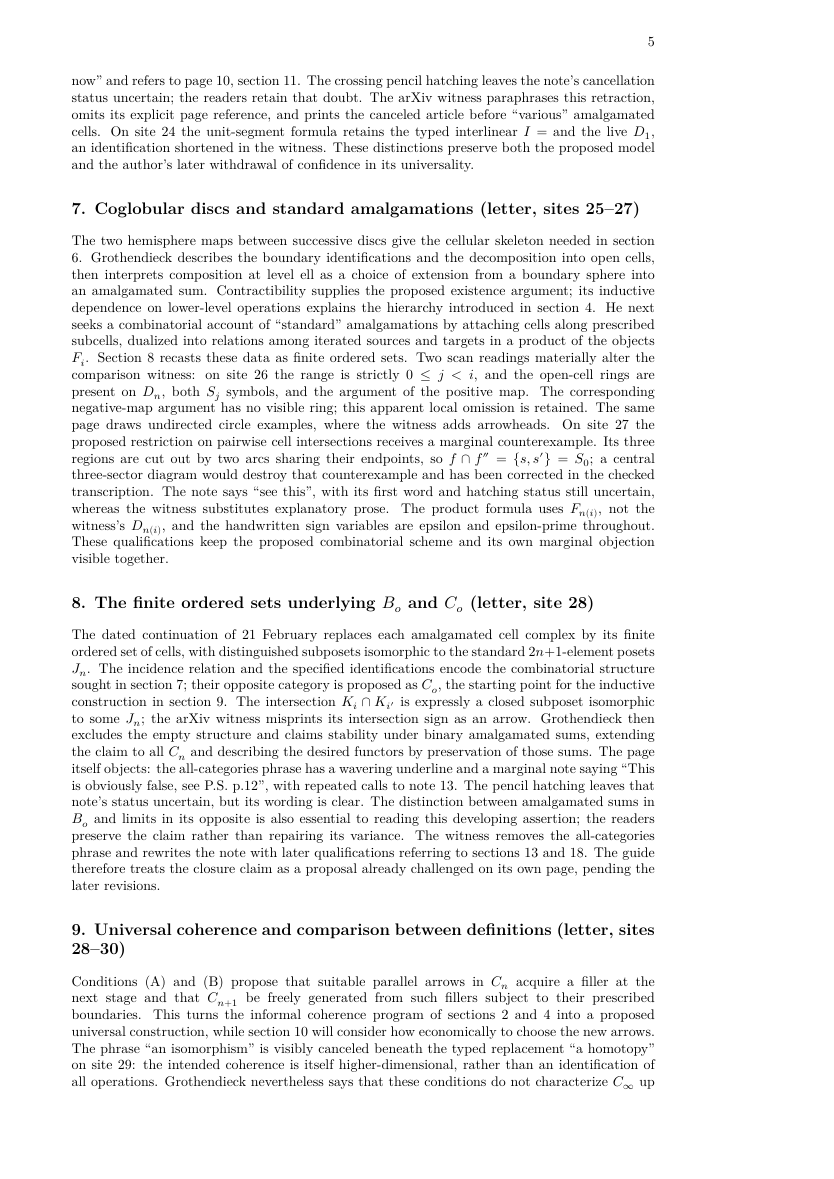 5
now” and refers to page 10, section 11. The crossing pencil hatching leaves the note’s cancellation
status uncertain; the readers retain that doubt. The arXiv witness paraphrases this retraction,
omits its explicit page reference, and prints the canceled article before “various” amalgamated
cells. On site 24 the unit-segment formula retains the typed interlinear I = and the live D₁,
an identification shortened in the witness. These distinctions preserve both the proposed model
and the author’s later withdrawal of confidence in its universality.
7. Coglobular discs and standard amalgamations (letter, sites 25–27)
The two hemisphere maps between successive discs give the cellular skeleton needed in section
6. Grothendieck describes the boundary identifications and the decomposition into open cells,
then interprets composition at level ell as a choice of extension from a boundary sphere into
an amalgamated sum. Contractibility supplies the proposed existence argument; its inductive
dependence on lower-level operations explains the hierarchy introduced in section 4. He next
seeks a combinatorial account of “standard” amalgamations by attaching cells along prescribed
subcells, dualized into relations among iterated sources and targets in a product of the objects
F_i. Section 8 recasts these data as finite ordered sets. Two scan readings materially alter the
comparison witness: on site 26 the range is strictly 0 ≤ j < i, and the open-cell rings are
present on D_n, both S_j symbols, and the argument of the positive map. The corresponding
negative-map argument has no visible ring; this apparent local omission is retained. The same
page draws undirected circle examples, where the witness adds arrowheads. On site 27 the
proposed restriction on pairwise cell intersections receives a marginal counterexample. Its three
regions are cut out by two arcs sharing their endpoints, so f ∩ f″ = {s, s′} = S₀; a central
three-sector diagram would destroy that counterexample and has been corrected in the checked
transcription. The note says “see this”, with its first word and hatching status still uncertain,
whereas the witness substitutes explanatory prose. The product formula uses F_{n(i)}, not the
witness’s D_{n(i)}, and the handwritten sign variables are epsilon and epsilon-prime throughout.
These qualifications keep the proposed combinatorial scheme and its own marginal objection
visible together.
8. The finite ordered sets underlying B_o and C_o (letter, site 28)
The dated continuation of 21 February replaces each amalgamated cell complex by its finite
ordered set of cells, with distinguished subposets isomorphic to the standard 2n+1-element posets
J_n. The incidence relation and the specified identifications encode the combinatorial structure
sought in section 7; their opposite category is proposed as C_o, the starting point for the inductive
construction in section 9. The intersection K_i ∩ K_{i′} is expressly a closed subposet isomorphic
to some J_n; the arXiv witness misprints its intersection sign as an arrow. Grothendieck then
excludes the empty structure and claims stability under binary amalgamated sums, extending
the claim to all C_n and describing the desired functors by preservation of those sums. The page
itself objects: the all-categories phrase has a wavering underline and a marginal note saying “This
is obviously false, see P.S. p.12”, with repeated calls to note 13. The pencil hatching leaves that
note’s status uncertain, but its wording is clear. The distinction between amalgamated sums in
B_o and limits in its opposite is also essential to reading this developing assertion; the readers
preserve the claim rather than repairing its variance. The witness removes the all-categories
phrase and rewrites the note with later qualifications referring to sections 13 and 18. The guide
therefore treats the closure claim as a proposal already challenged on its own page, pending the
later revisions.
9. Universal coherence and comparison between definitions (letter, sites
28–30)
Conditions (A) and (B) propose that suitable parallel arrows in C_n acquire a filler at the
next stage and that C_{n+1} be freely generated from such fillers subject to their prescribed
boundaries. This turns the informal coherence program of sections 2 and 4 into a proposed
universal construction, while section 10 will consider how economically to choose the new arrows.
The phrase “an isomorphism” is visibly canceled beneath the typed replacement “a homotopy”
on site 29: the intended coherence is itself higher-dimensional, rather than an identification of
all operations. Grothendieck nevertheless says that these conditions do not characterize C_∞ up